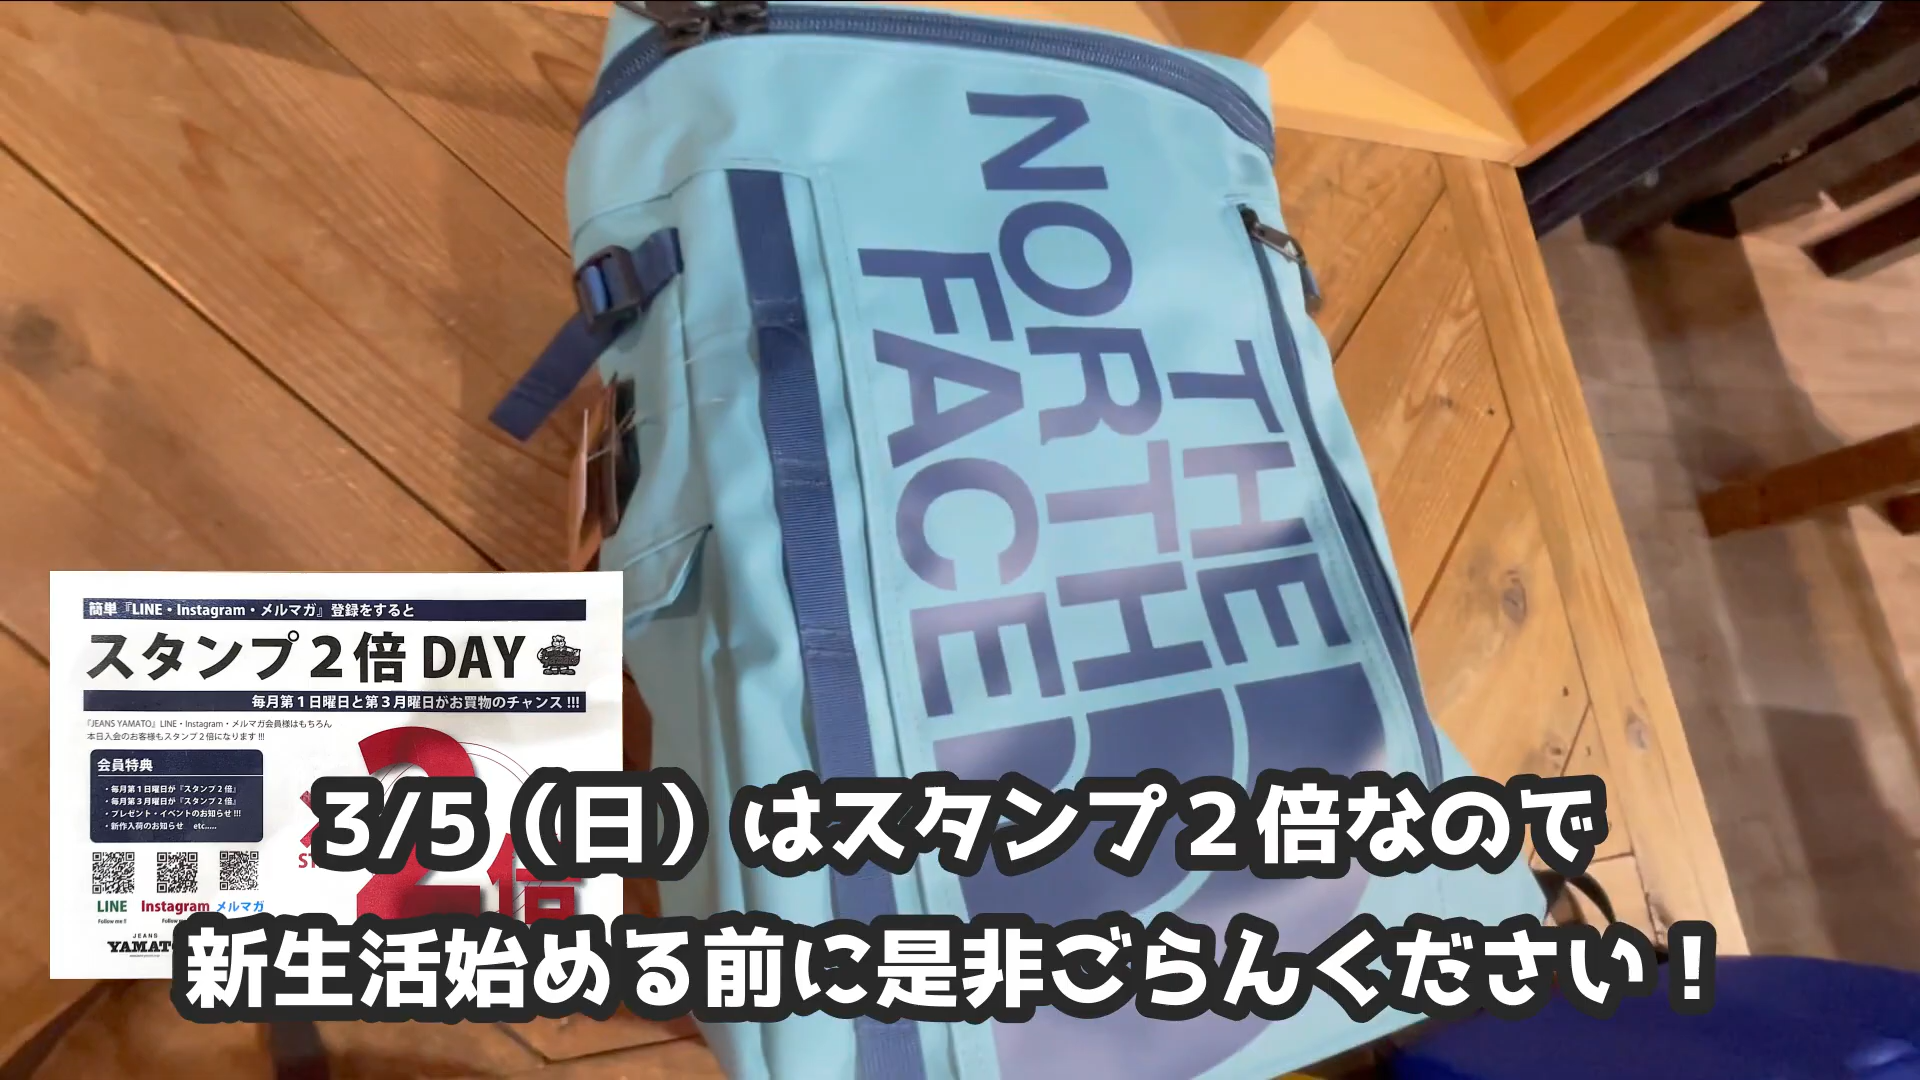 THE
NORTH
FACE
簡単『LINE・Instagram・メルマガ』登録をすると
スタンプ２倍 DAY
毎月第１日曜日と第３月曜日がお買物のチャンス !!!
『JEANS YAMATO』LINE・Instagram・メルマガ会員様はもちろん
本日入会のお客様もスタンプ２倍になります !!!
会員特典
・毎月第１日曜日が『スタンプ２倍』
・毎月第３月曜日が『スタンプ２倍』
・プレゼント・イベントのお知らせ !!!
・新作入荷のお知らせ etc.....
2倍
LINE Instagram メルマガ
Follow me !!
JEANS
3/5（日）はスタンプ２倍なので
新生活始める前に是非ごらんください！